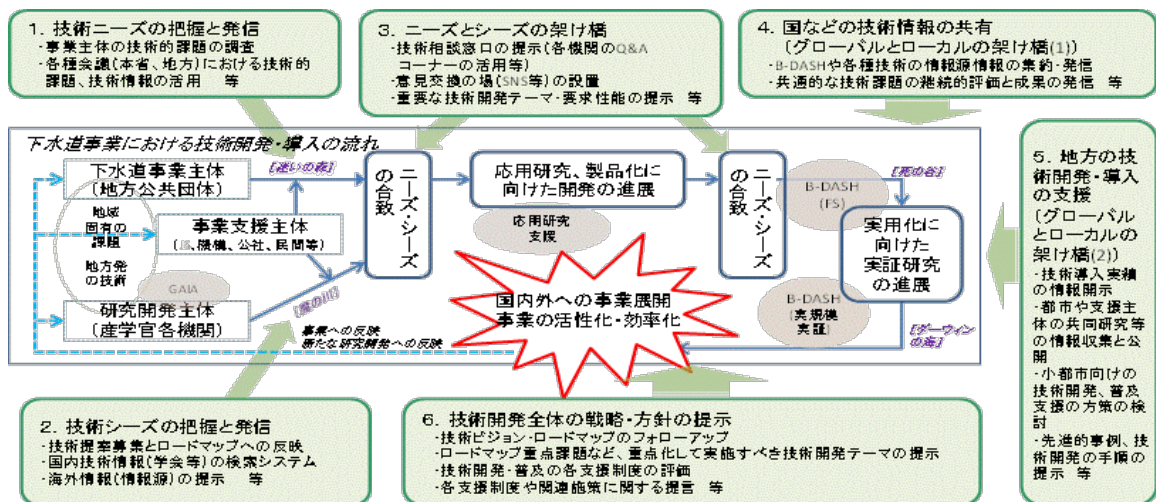 1. 技術ニーズの把握と発信
・事業主体の技術的課題の調査
・各種会議(本省、地方)における技術的
課題、技術情報の活用 等
3. ニーズとシーズの架け橋
・技術相談窓口の提示(各機関のQ&A
コーナーの活用等)
・意見交換の場(SNS等)の設置
・重要な技術開発テーマ・要求性能の提示 等
4. 国などの技術情報の共有
(グローバルとローカルの架け橋(1))
・B-DASHや各種技術の情報源情報の集約・発信
・共通的な技術課題の継続的評価と成果の発信 等
下水道事業における技術開発・導入の流れ
下水道事業主体
(地方公共団体)
[迷いの森]
地域
固有の
課題
地方発
の技術
事業支援主体
機構、公社、民間等)
GAIA
研究開発主体
(産学官各機関)
[魔の川]
ニーズ・シーズ
の合致
応用研究、製品化に
向けた開発の進展
応用研究
支援
ニーズ・シーズ
の合致
B-DASH
(FS)
[死の谷]
実用化に
向けた
実証研究
の進展
B-DASH
(実規模
実証)
[ダーウィン
の海]
国内外への事業展開
事業の活性化・効率化
事業への反映
新たな研究開発への反映
5. 地方の技
術開発・導入
の支援
(グローバル
とローカルの
架け橋(2))
・技術導入実績
の情報開示
・都市や支援主
体の共同研究等
の情報収集と公
開
・小都市向けの
技術開発、普及
支援の方策の検
討
・先進的事例、技
術開発の手順の
提示 等
2. 技術シーズの把握と発信
・技術提案募集とロードマップへの反映
・国内技術情報(学会等)の検索システム
・海外情報(情報源)の提示 等
6. 技術開発全体の戦略・方針の提示
・技術ビジョン・ロードマップのフォローアップ
・ロードマップ重点課題など、重点化して実施すべき技術開発テーマの提示
・技術開発・普及の各支援制度の評価
・各支援制度や関連施策に関する提言 等